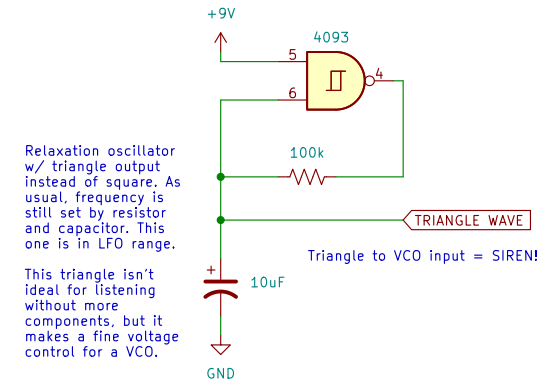 +9V
4093
5
4
6
100k
Relaxation oscillator
w/ triangle output
instead of square. As
usual, frequency is
still set by resistor
and capacitor. This
one is in LFO range.
TRIANGLE WAVE
Triangle to VCO input = SIREN!
This triangle isn't
ideal for listening
without more
components, but it
makes a fine voltage
control for a VCO.
+
10uF
GND